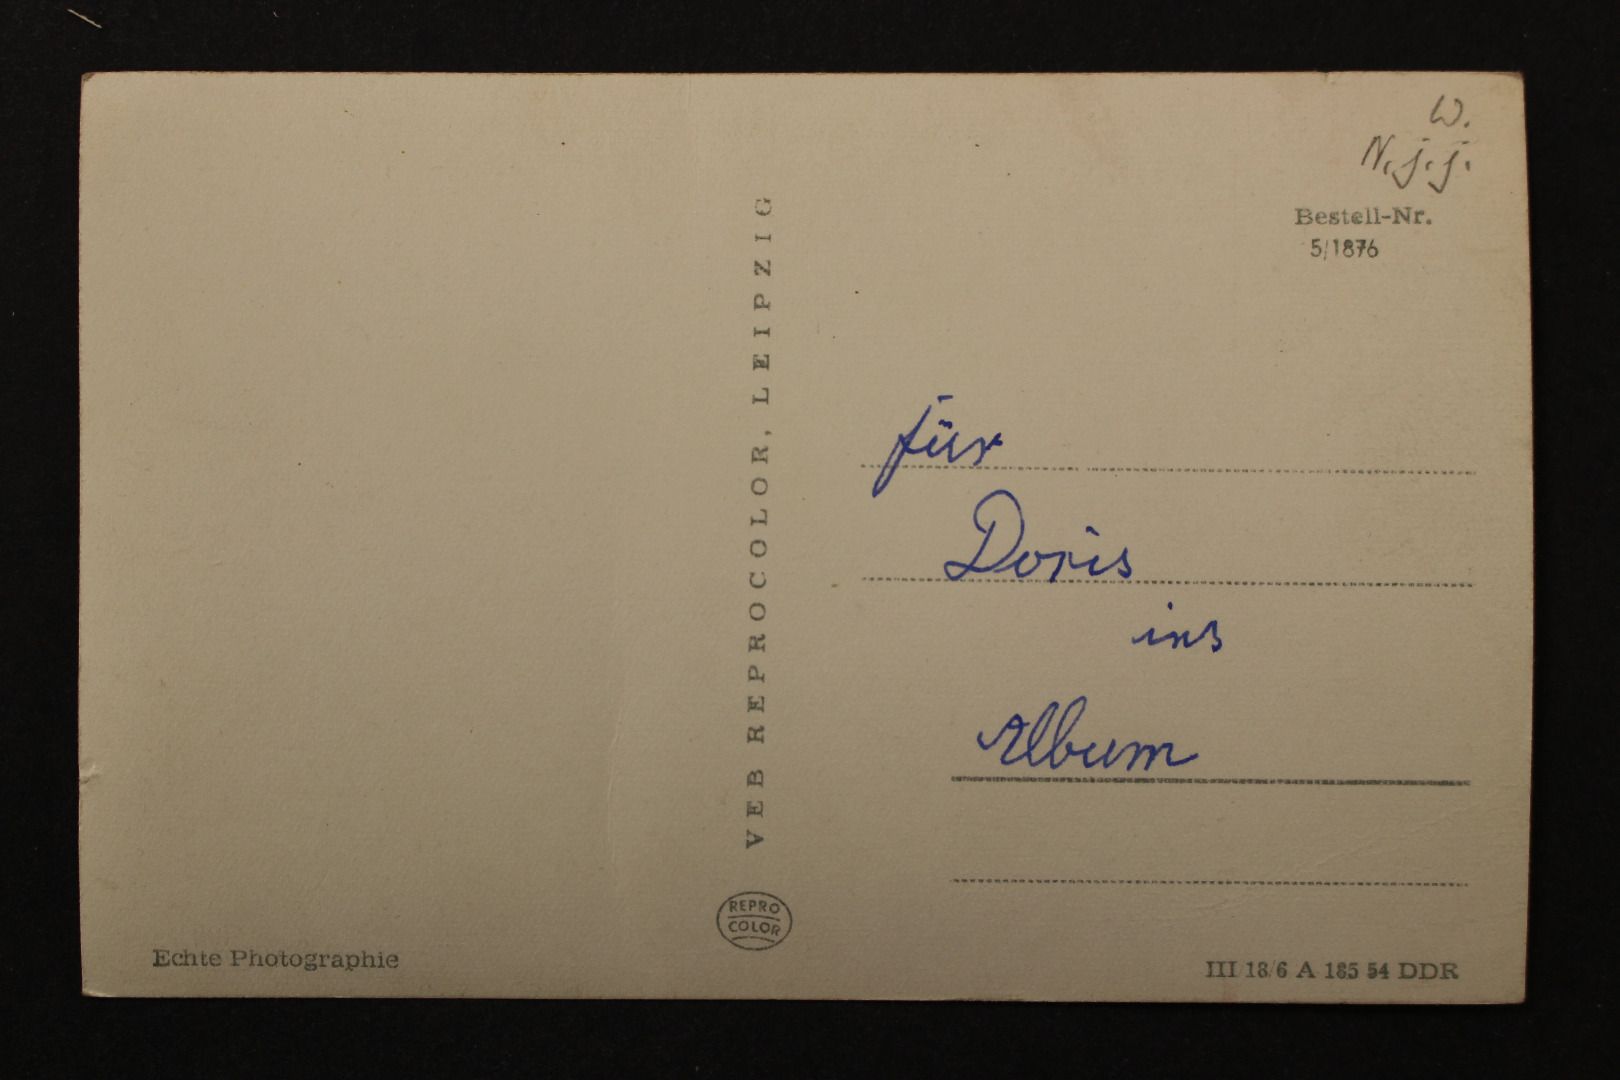 W.
N.j.j.
Bestell-Nr.
5/1876
VEB REPROCOLOR, LEIPZIG
für
Doris
ins
Album
REPRO
COLOR
Echte Photographie
III/18/6 A 185 54 DDR